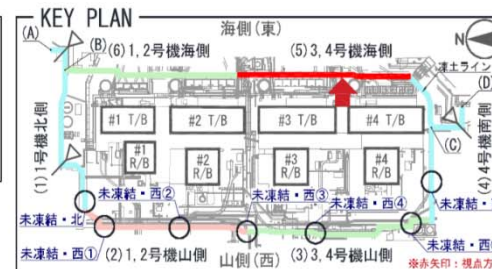 KEY PLAN
海側(東)
(A)
(B)
(6)1,2号機海側
(5)3,4号機海側
N
凍土ライン
(D)
#1 T/B
#2 T/B
#3 T/B
#4 T/B
(C)
(1)1号機北側
#1
R/B
#2
R/B
#3
R/B
#4
R/B
(4)4号機南側
未凍結・西②
未凍結・西③
未凍結・西④
未凍結・北
未凍結・西①
(2)1,2号機山側
山側(西)
(3)3,4号機山側
未凍結・西
※赤矢印：視点方